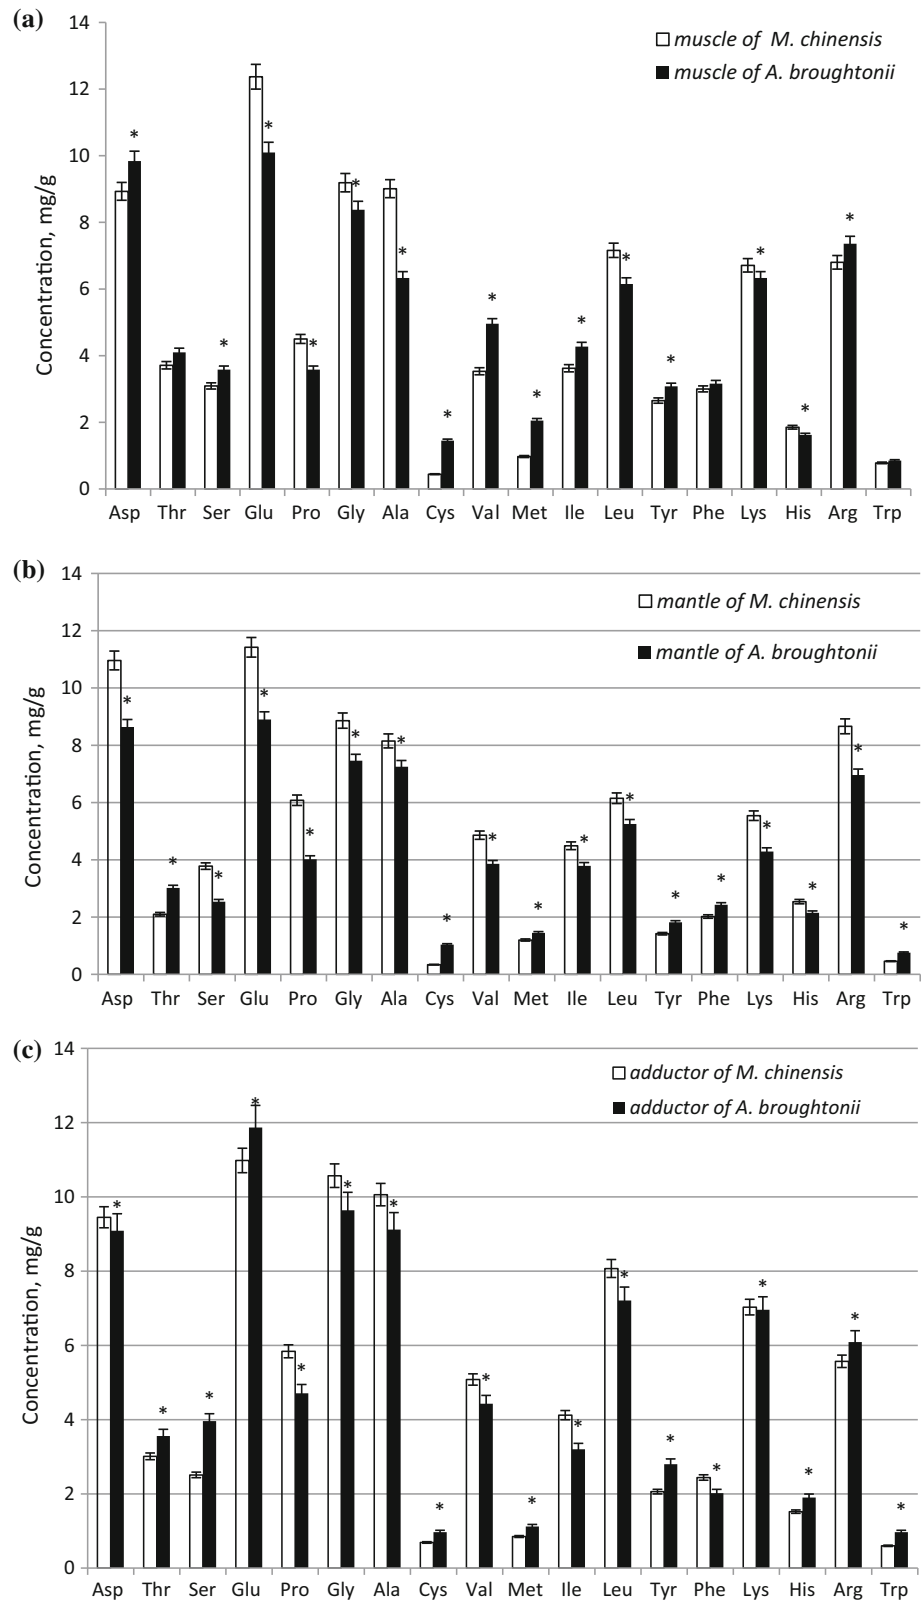 (a)
14
12
10
8
6
4
2
0
Concentration, mg/g
muscle of M. chinensis
muscle of A. broughtonii
* * * * * * * * * * * * * * *
Asp Thr Ser Glu Pro Gly Ala Cys Val Met Ile Leu Tyr Phe Lys His Arg Trp
(b)
14
12
10
8
6
4
2
0
Concentration, mg/g
mantle of M. chinensis
mantle of A. broughtonii
* * * * * * * * * * * * * * * * * *
Asp Thr Ser Glu Pro Gly Ala Cys Val Met Ile Leu Tyr Phe Lys His Arg Trp
(c)
14
12
10
8
6
4
2
0
Concentration, mg/g
adductor of M. chinensis
adductor of A. broughtonii
* * * * * * * * * * * * * * * * * *
Asp Thr Ser Glu Pro Gly Ala Cys Val Met Ile Leu Tyr Phe Lys His Arg Trp